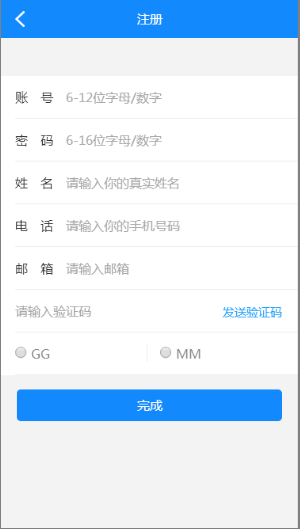 注册
账 号 6-12位字母/数字
密 码 6-16位字母/数字
姓 名 请输入你的真实姓名
电 话 请输入你的手机号码
邮 箱 请输入邮箱
请输入验证码 发送验证码
GG MM
完成